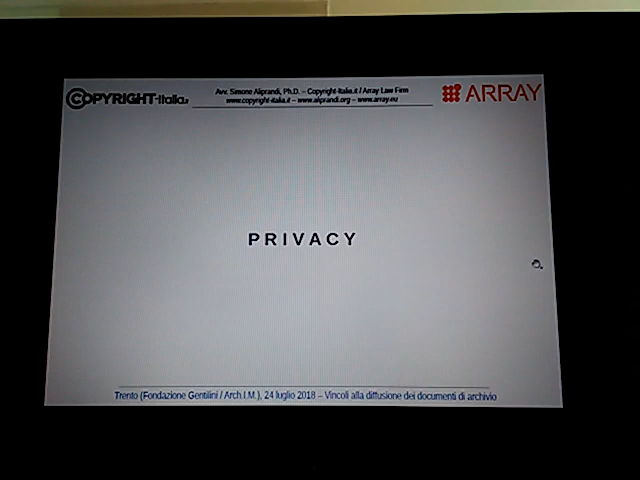 COPYRIGHT-Italia.it
Avv. Simone Aliprandi, Ph.D. – Copyright-Italia.it / Array Law Firm
www.copyright-italia.it – www.aliprandi.org – www.array.eu
ARRAY
PRIVACY
Trento (Fondazione Gentilini / Arch.I.M.), 24 luglio 2018 – Vincoli alla diffusione dei documenti di archivio